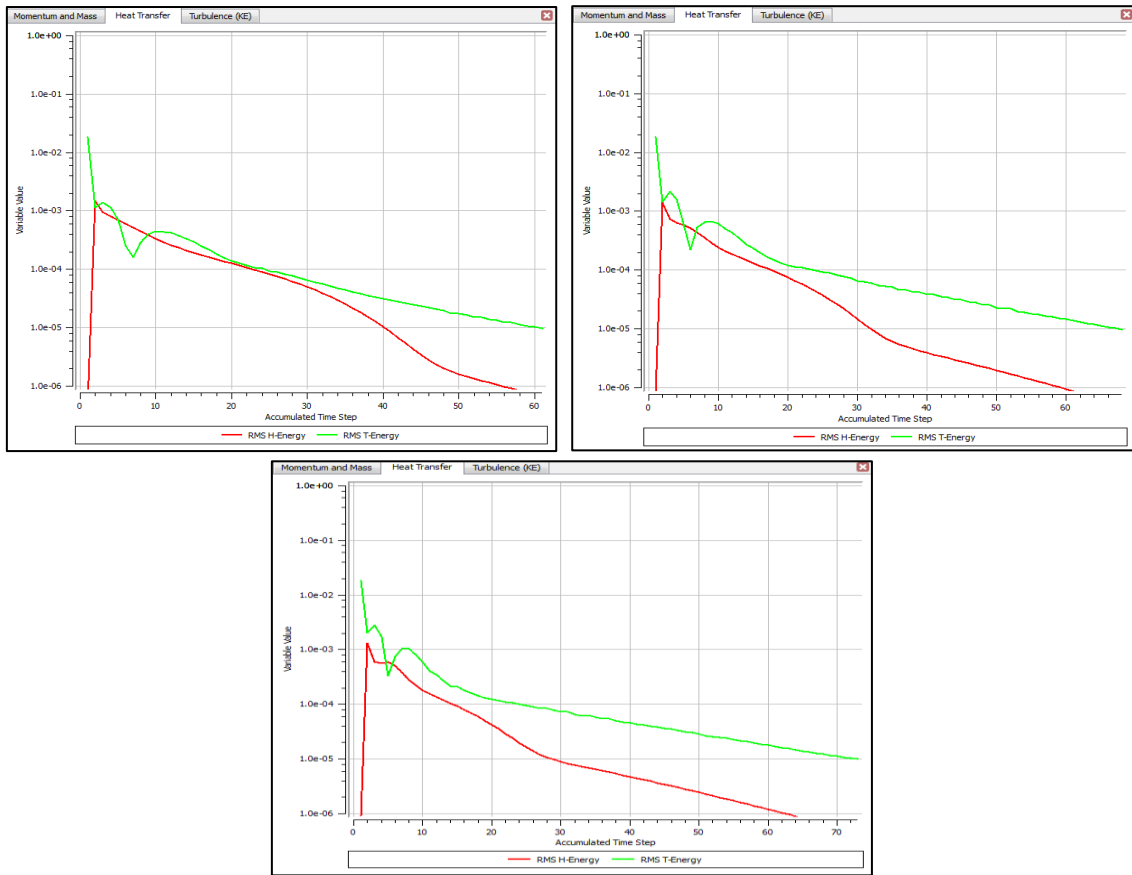 Momentum and Mass Heat Transfer Turbulence (KE)
1.0e+00
1.0e-01
1.0e-02
1.0e-03
1.0e-04
1.0e-05
1.0e-06
Variable Value
0 10 20 30 40 50 60
Accumulated Time Step
RMS H-Energy RMS T-Energy
Momentum and Mass Heat Transfer Turbulence (KE)
1.0e+00
1.0e-01
1.0e-02
1.0e-03
1.0e-04
1.0e-05
1.0e-06
Variable Value
0 10 20 30 40 50 60
Accumulated Time Step
RMS H-Energy RMS T-Energy
Momentum and Mass Heat Transfer Turbulence (KE)
1.0e+00
1.0e-01
1.0e-02
1.0e-03
1.0e-04
1.0e-05
1.0e-06
Variable Value
0 10 20 30 40 50 60 70
Accumulated Time Step
RMS H-Energy RMS T-Energy